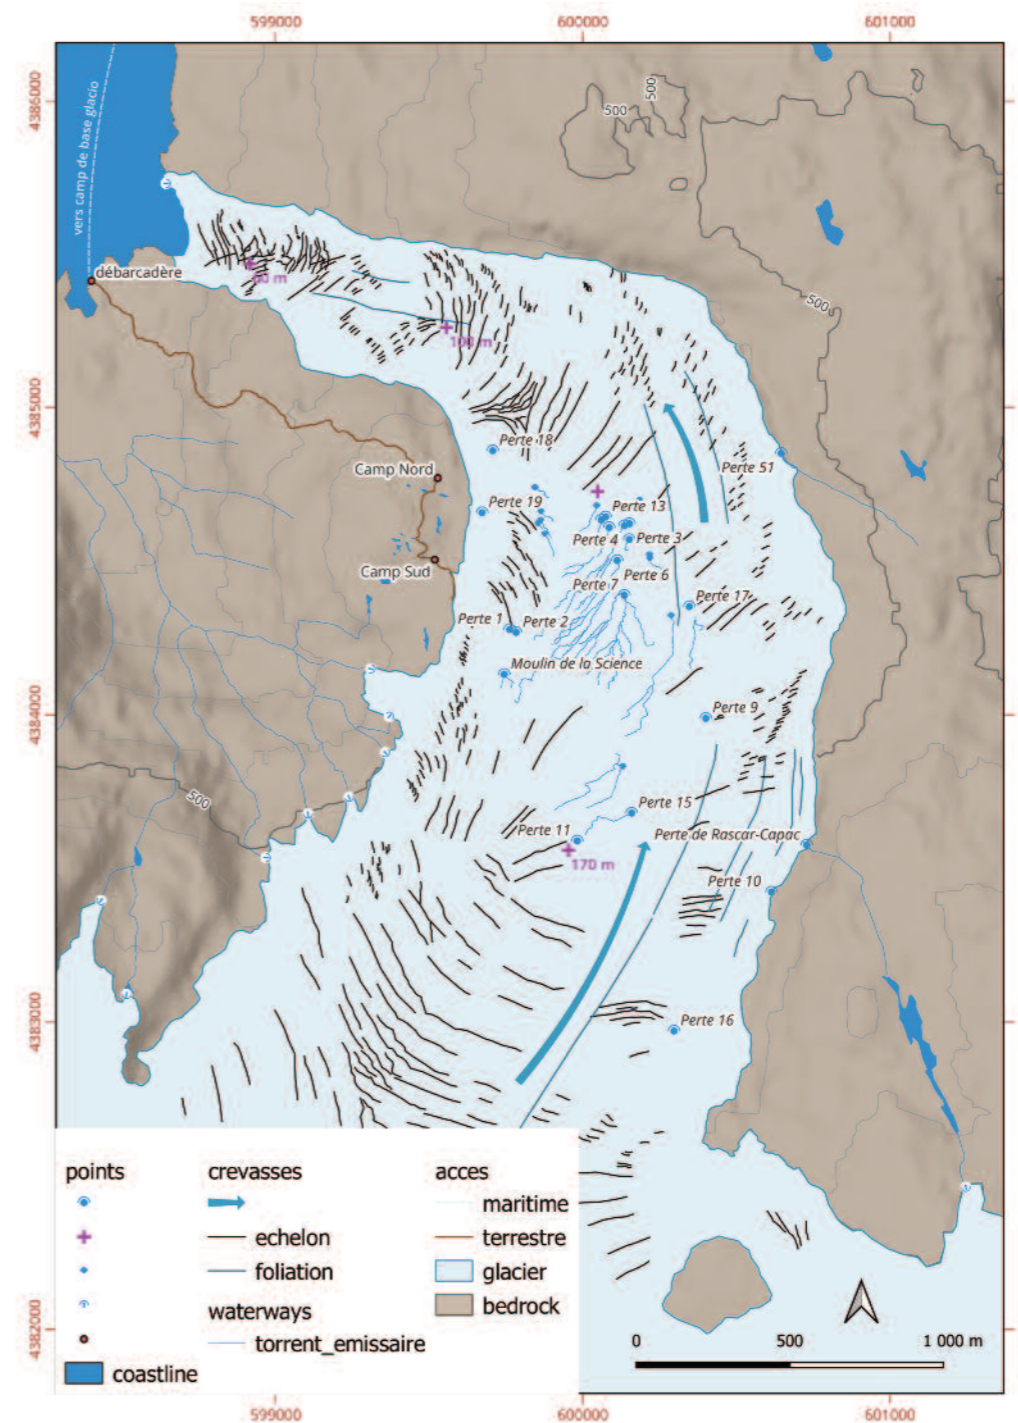 599000
600000
601000
4386000
500
500
vers camp de base glacio
débarcadère
60 m
500
100 m
4385000
Perte 18
Camp Nord
Perte 51
Perte 19
Perte 13
Perte 4
Perte 3
Camp Sud
Perte 6
Perte 7
Perte 17
Perte 1
Perte 2
Moulin de la Science
4384000
Perte 9
500
Perte 15
Perte 11
Perte de Rascar-Capac
170 m
Perte 10
4383000
Perte 16
points
crevasses
acces
maritime
echelon
terrestre
foliation
glacier
waterways
bedrock
torrent_emissaire
coastline
4382000
0
500
1 000 m
599000
600000
601000